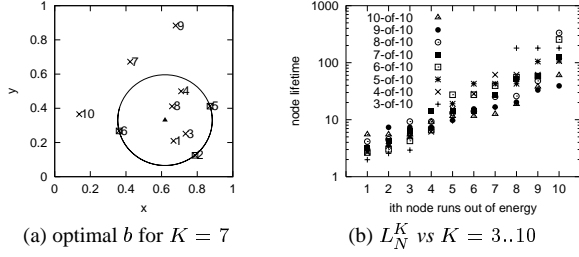 1
0.8
0.6
0.4
0.2
0
y
0 0.2 0.4 0.6 0.8 1
x
9
7
10
4
8
5
6
3
1
2
(a) optimal b for K = 7
1000
100
10
1
node lifetime
10-of-10
9-of-10
8-of-10
7-of-10
6-of-10
5-of-10
4-of-10
3-of-10
1 2 3 4 5 6 7 8 9 10
ith node runs out of energy
(b) L_N^K vs K = 3..10